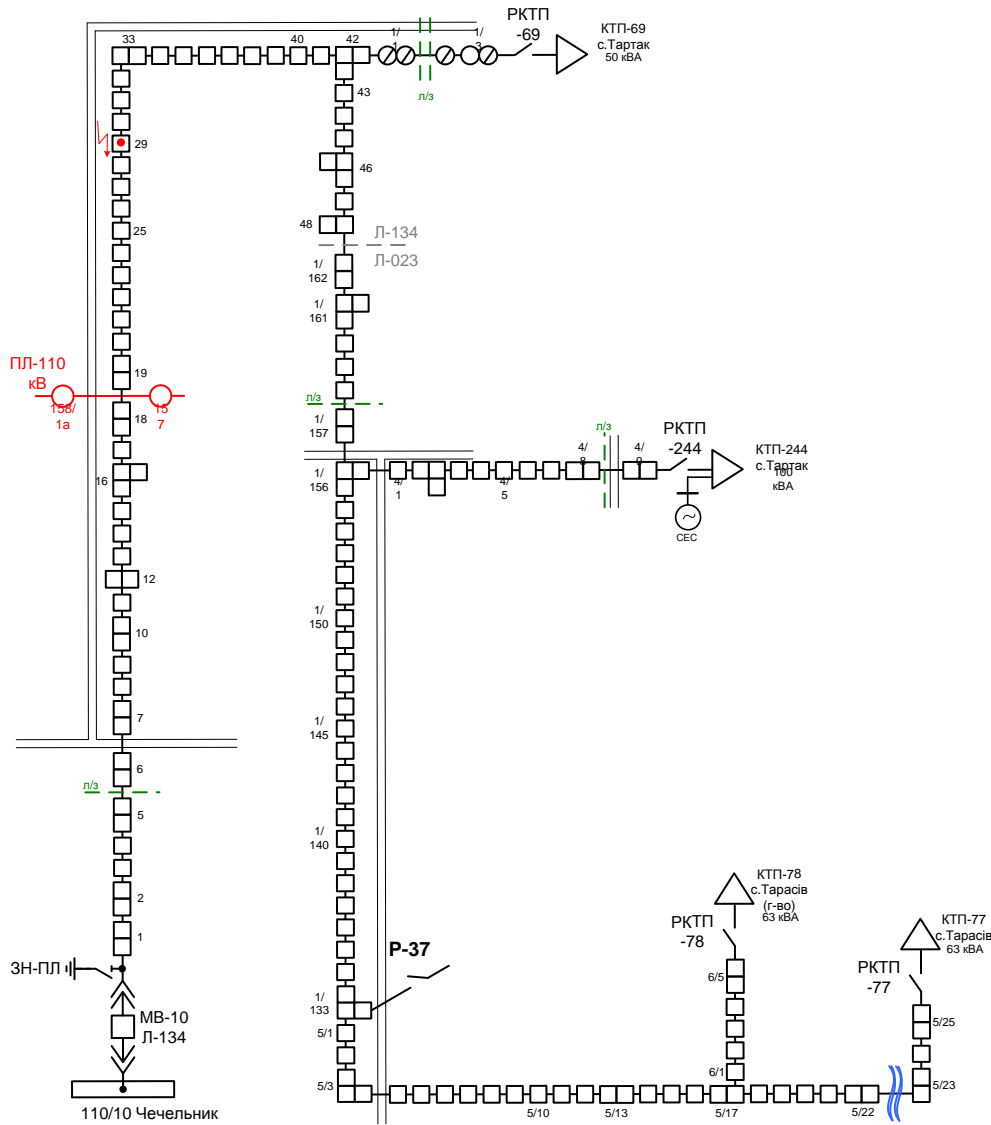 РКТП
-69
КТП-69
с.Тартак
50 кВА
33
40
42
1/
1
1/
3
л/з
43
29
46
25
48
Л-134
Л-023
1/
162
1/
161
ПЛ-110
кВ
19
158/
1а
15
7
18
л/з
1/
157
16
1/
156
4/
1
4/
5
4/
8
л/з
4/
9
РКТП
-244
КТП-244
с.Тартак
100
кВА
СЕС
12
10
1/
150
7
1/
145
6
л/з
5
1/
140
2
1
ЗН-ПЛ
МВ-10
Л-134
110/10 Чечельник
Р-37
1/
133
5/1
5/3
5/10
5/13
5/17
5/22
КТП-78
с.Тарасів
(г-во)
63 кВА
РКТП
-78
6/5
6/1
КТП-77
с.Тарасів
63 кВА
РКТП
-77
5/25
5/23